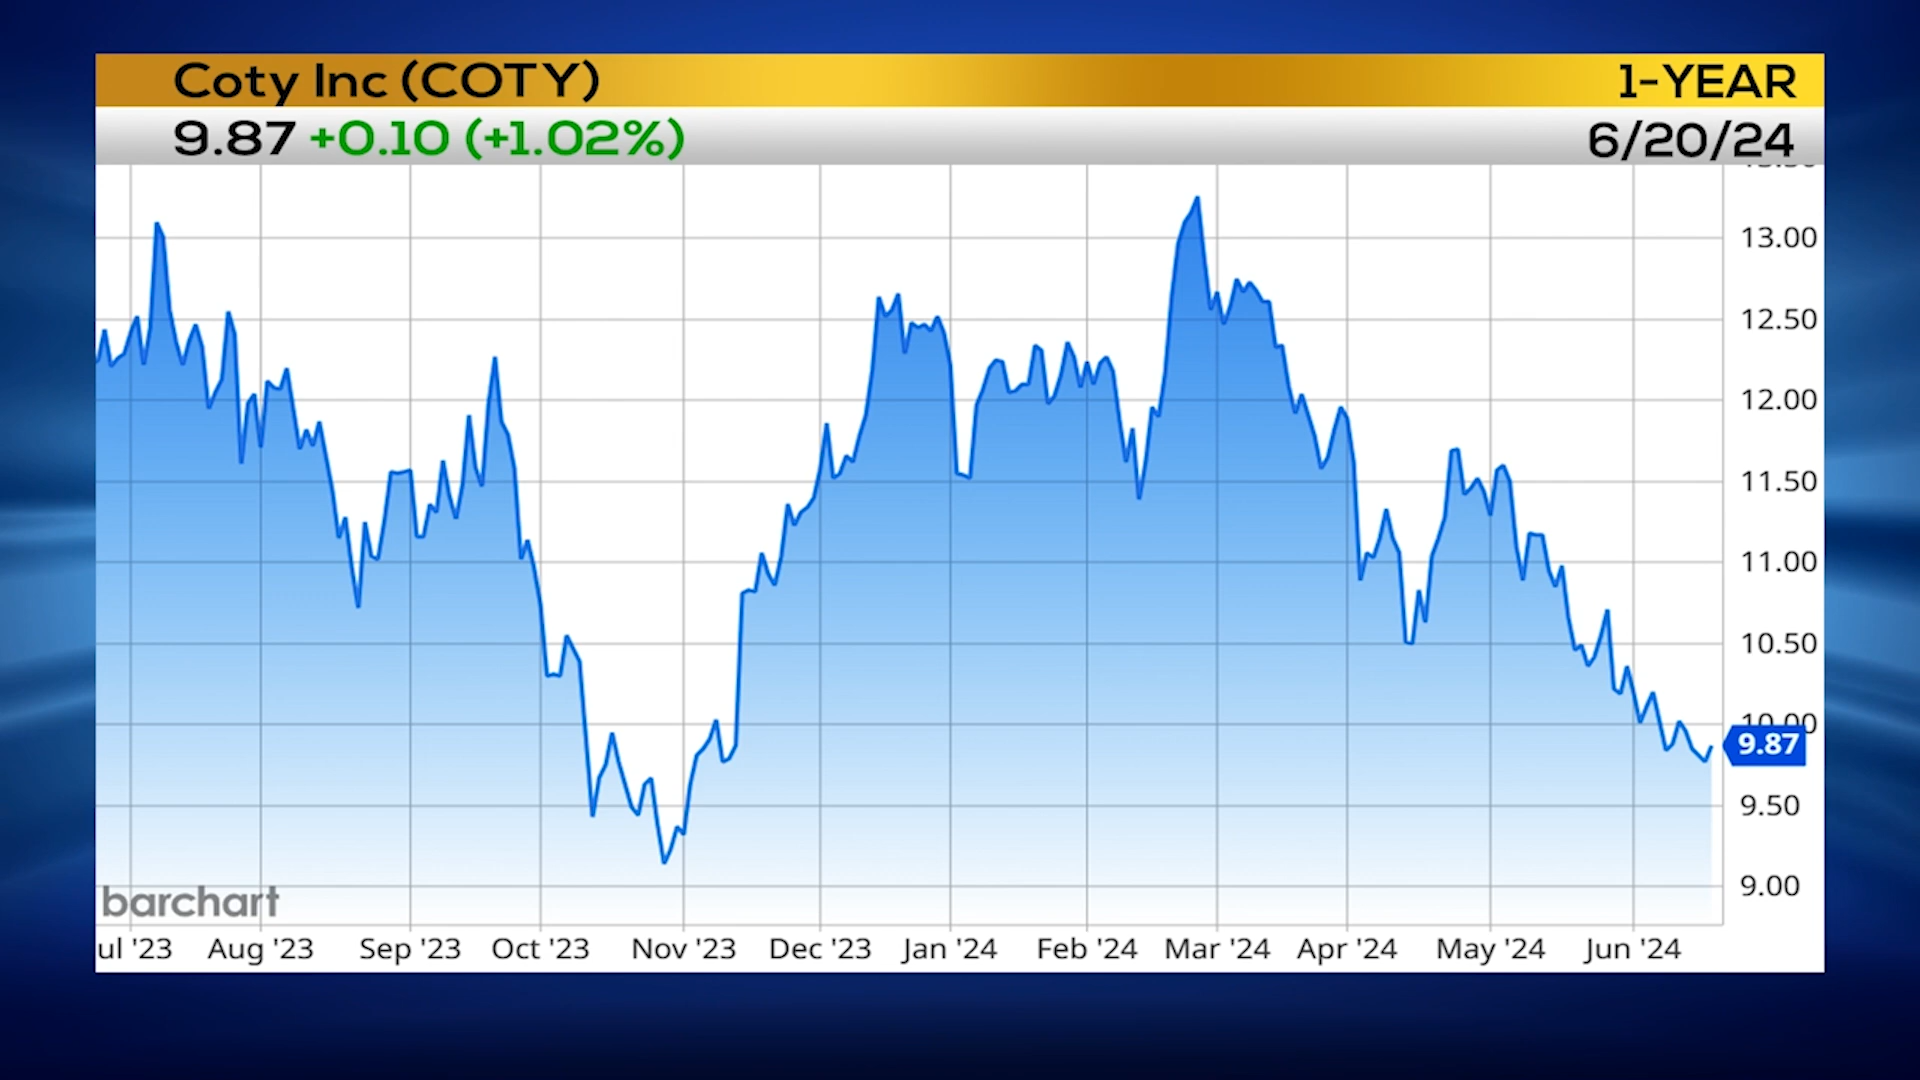 Coty Inc (COTY) 1-YEAR
9.87 +0.10 (+1.02%) 6/20/24
13.00
12.50
12.00
11.50
11.00
10.50
10.00
9.87
9.50
9.00
barchart
ul '23 Aug '23 Sep '23 Oct '23 Nov '23 Dec '23 Jan '24 Feb '24 Mar '24 Apr '24 May '24 Jun '24